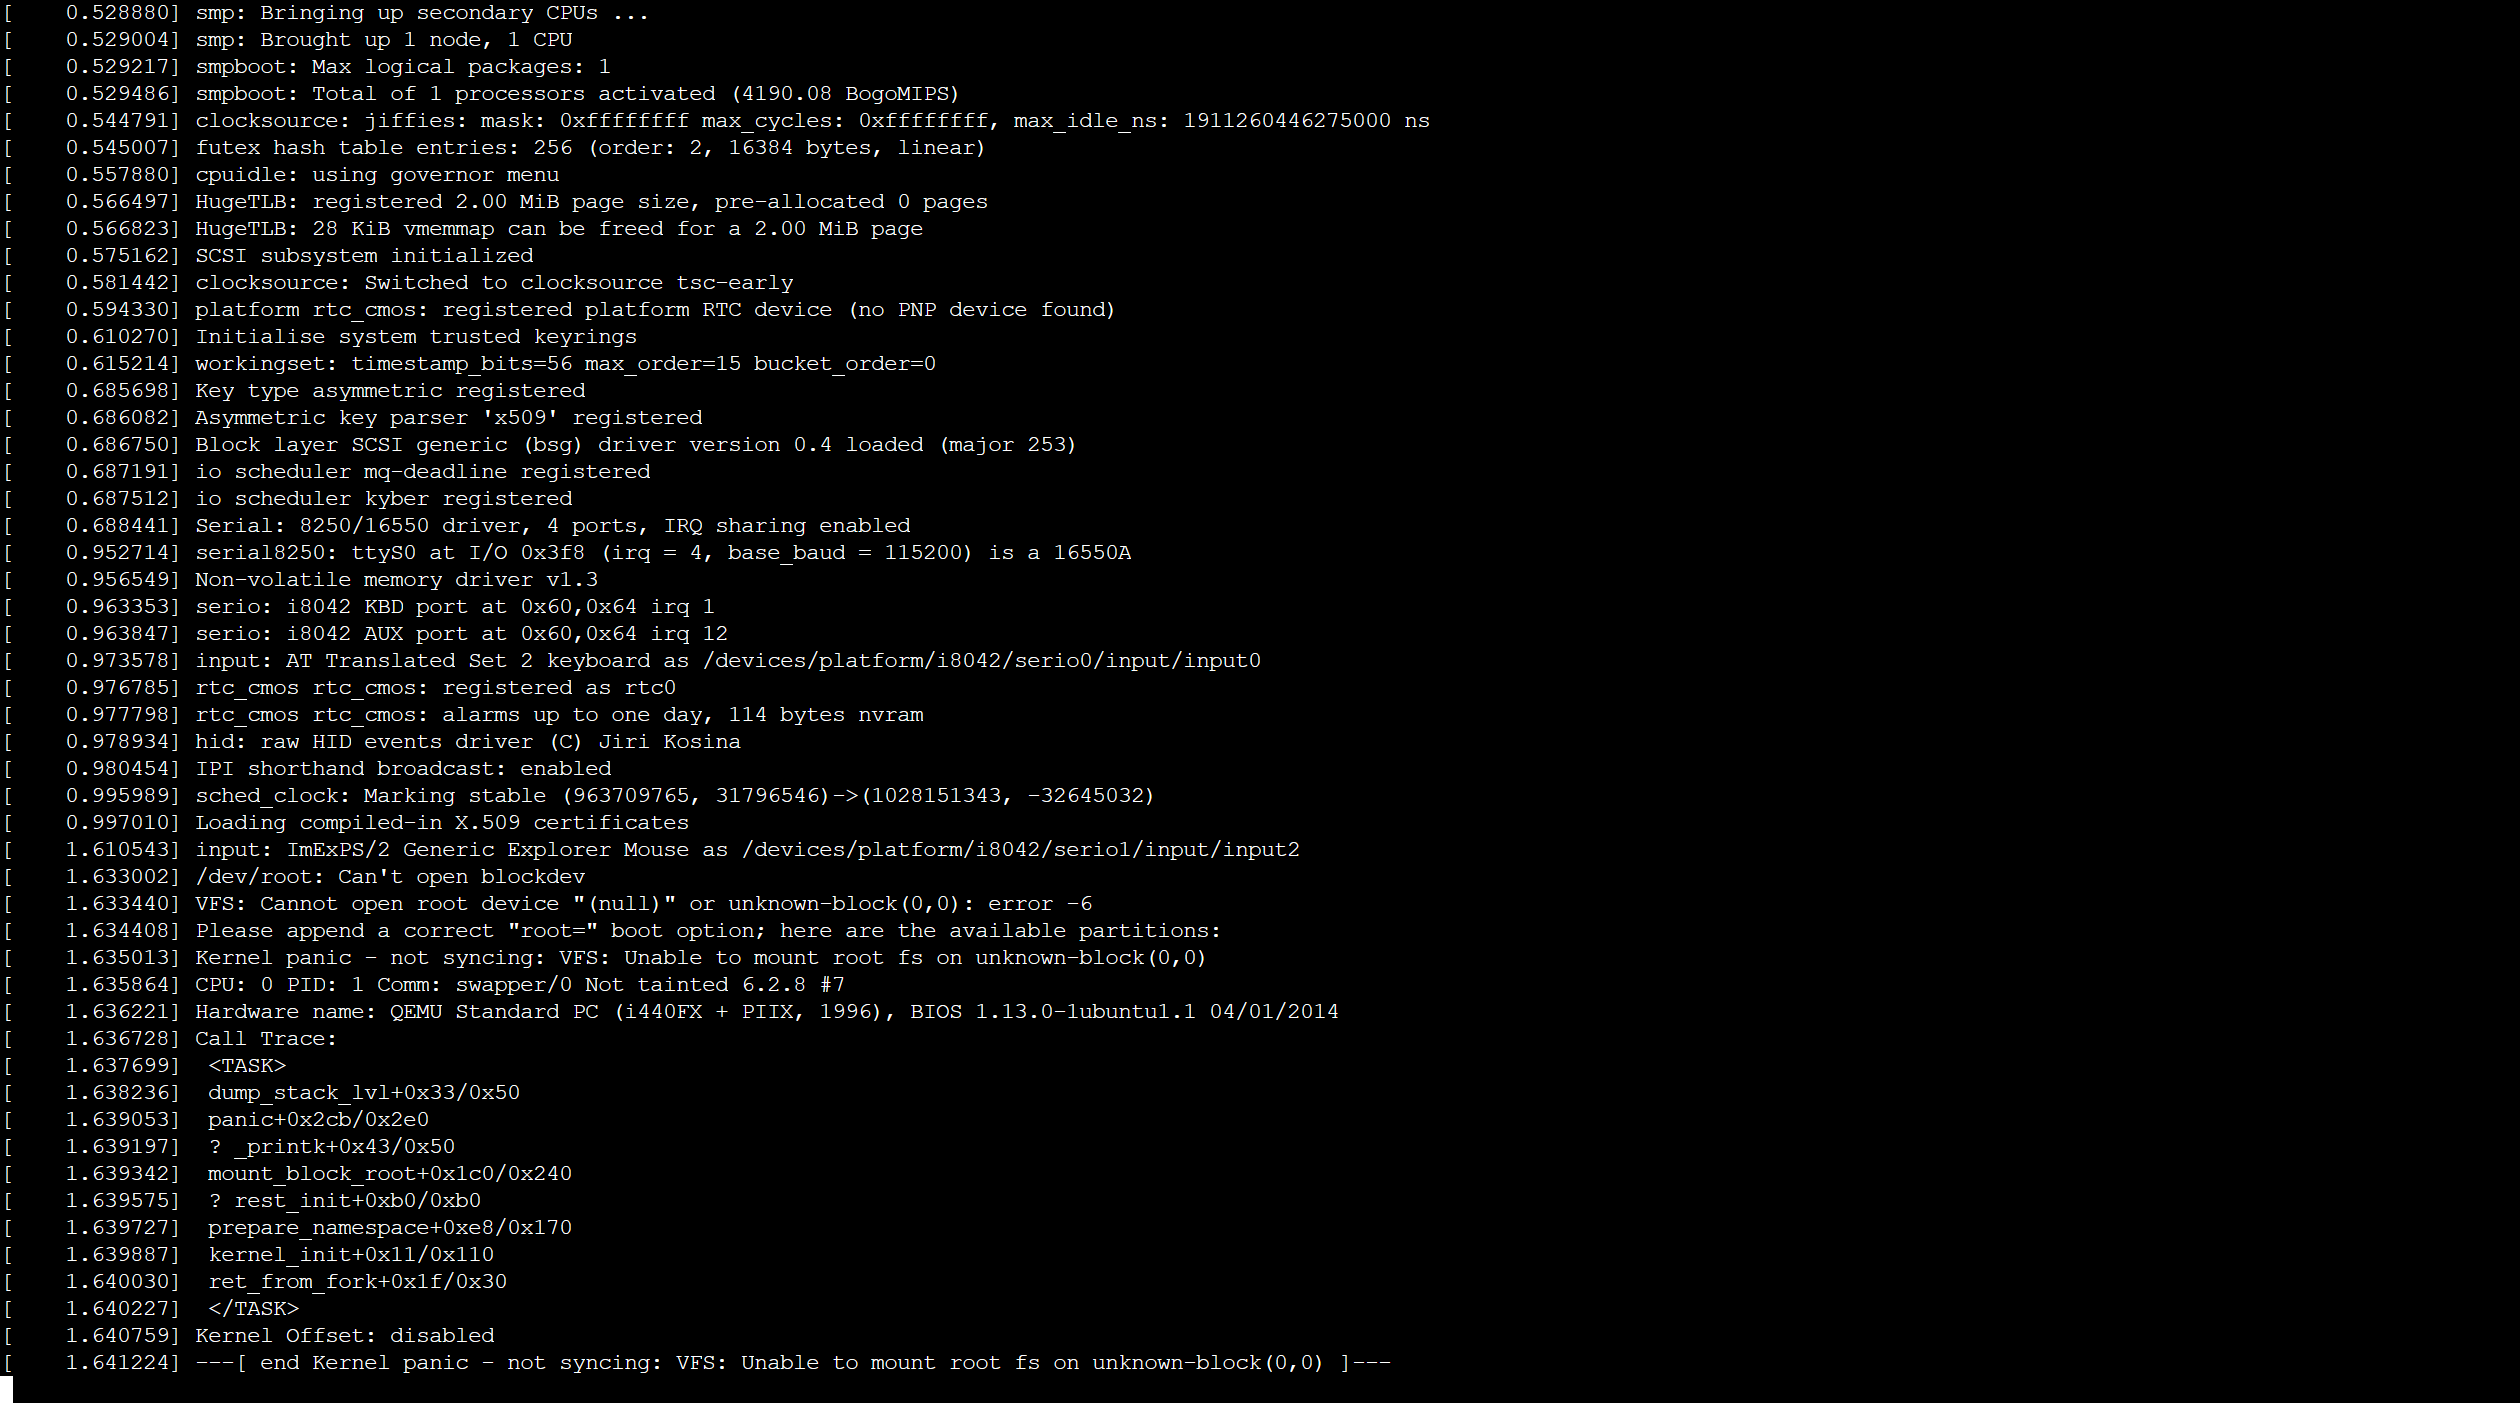 [    0.528880] smp: Bringing up secondary CPUs ...
[    0.529004] smp: Brought up 1 node, 1 CPU
[    0.529217] smpboot: Max logical packages: 1
[    0.529486] smpboot: Total of 1 processors activated (4190.08 BogoMIPS)
[    0.544791] clocksource: jiffies: mask: 0xffffffff max_cycles: 0xffffffff, max_idle_ns: 1911260446275000 ns
[    0.545007] futex hash table entries: 256 (order: 2, 16384 bytes, linear)
[    0.557880] cpuidle: using governor menu
[    0.566497] HugeTLB: registered 2.00 MiB page size, pre-allocated 0 pages
[    0.566823] HugeTLB: 28 KiB vmemmap can be freed for a 2.00 MiB page
[    0.575162] SCSI subsystem initialized
[    0.581442] clocksource: Switched to clocksource tsc-early
[    0.594330] platform rtc_cmos: registered platform RTC device (no PNP device found)
[    0.610270] Initialise system trusted keyrings
[    0.615214] workingset: timestamp_bits=56 max_order=15 bucket_order=0
[    0.685698] Key type asymmetric registered
[    0.686082] Asymmetric key parser 'x509' registered
[    0.686750] Block layer SCSI generic (bsg) driver version 0.4 loaded (major 253)
[    0.687191] io scheduler mq-deadline registered
[    0.687512] io scheduler kyber registered
[    0.688441] Serial: 8250/16550 driver, 4 ports, IRQ sharing enabled
[    0.952714] serial8250: ttyS0 at I/O 0x3f8 (irq = 4, base_baud = 115200) is a 16550A
[    0.956549] Non-volatile memory driver v1.3
[    0.963353] serio: i8042 KBD port at 0x60,0x64 irq 1
[    0.963847] serio: i8042 AUX port at 0x60,0x64 irq 12
[    0.973578] input: AT Translated Set 2 keyboard as /devices/platform/i8042/serio0/input/input0
[    0.976785] rtc_cmos rtc_cmos: registered as rtc0
[    0.977798] rtc_cmos rtc_cmos: alarms up to one day, 114 bytes nvram
[    0.978934] hid: raw HID events driver (C) Jiri Kosina
[    0.980454] IPI shorthand broadcast: enabled
[    0.995989] sched_clock: Marking stable (963709765, 31796546)->(1028151343, -32645032)
[    0.997010] Loading compiled-in X.509 certificates
[    1.610543] input: ImExPS/2 Generic Explorer Mouse as /devices/platform/i8042/serio1/input/input2
[    1.633002] /dev/root: Can't open blockdev
[    1.633440] VFS: Cannot open root device "(null)" or unknown-block(0,0): error -6
[    1.634408] Please append a correct "root=" boot option; here are the available partitions:
[    1.635013] Kernel panic - not syncing: VFS: Unable to mount root fs on unknown-block(0,0)
[    1.635864] CPU: 0 PID: 1 Comm: swapper/0 Not tainted 6.2.8 #7
[    1.636221] Hardware name: QEMU Standard PC (i440FX + PIIX, 1996), BIOS 1.13.0-1ubuntu1.1 04/01/2014
[    1.636728] Call Trace:
[    1.637699]  <TASK>
[    1.638236]  dump_stack_lvl+0x33/0x50
[    1.639053]  panic+0x2cb/0x2e0
[    1.639197]  ? _printk+0x43/0x50
[    1.639342]  mount_block_root+0x1c0/0x240
[    1.639575]  ? rest_init+0xb0/0xb0
[    1.639727]  prepare_namespace+0xe8/0x170
[    1.639887]  kernel_init+0x11/0x110
[    1.640030]  ret_from_fork+0x1f/0x30
[    1.640227]  </TASK>
[    1.640759] Kernel Offset: disabled
[    1.641224] ---[ end Kernel panic - not syncing: VFS: Unable to mount root fs on unknown-block(0,0) ]---